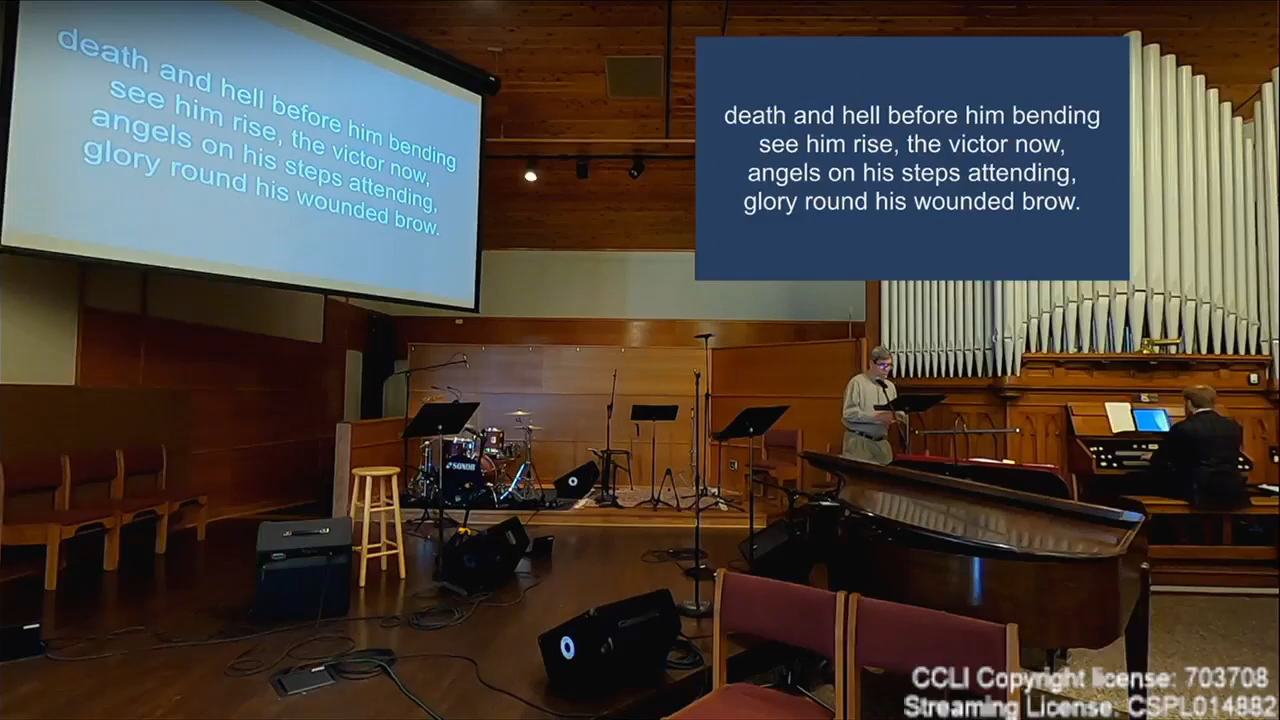 death and hell before him bending
see him rise, the victor now,
angels on his steps attending,
glory round his wounded brow.
death and hell before him bending
see him rise, the victor now,
angels on his steps attending,
glory round his wounded brow.
SONOR
CCLI Copyright license: 703708
Streaming License: CSPL014882